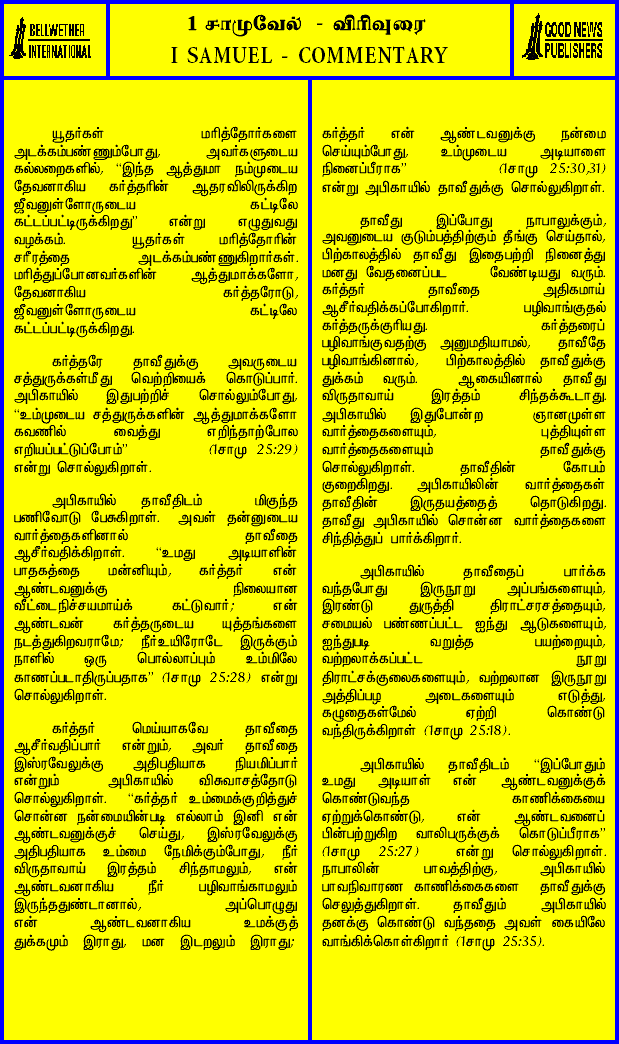 BELLWETHER
INTERNATIONAL
1 சாமுவேல் - விரிவுரை
I SAMUEL - COMMENTARY
GOOD NEWS
PUBLISHERS
யூதர்கள் மரித்தோர்களை
அடக்கம்பண்ணும்போது, அவர்களுடைய
கல்லறைகளில், “இந்த ஆத்துமா நம்முடைய
தேவனாகிய கர்த்தரின் ஆதரவிலிருக்கிற
ஜீவனுள்ளோருடைய கட்டிலே
கட்டப்பட்டிருக்கிறது” என்று எழுதுவது
வழக்கம். யூதர்கள் மரித்தோரின்
சரீரத்தை அடக்கம்பண்ணுகிறார்கள்.
மரித்துப்போனவர்களின் ஆத்துமாக்களோ,
தேவனாகிய கர்த்தரோடு,
ஜீவனுள்ளோருடைய கட்டிலே
கட்டப்பட்டிருக்கிறது.
கர்த்தரே தாவீதுக்கு அவருடைய
சத்துருக்கள்மீது வெற்றியைக் கொடுப்பார்.
அபிகாயில் இதுபற்றிச் சொல்லும்போது,
“உம்முடைய சத்துருக்களின் ஆத்துமாக்களோ
கவணில் வைத்து எறிந்தாற்போல
எறியப்பட்டுப்போம்” (1சாமு 25:29)
என்று சொல்லுகிறாள்.
அபிகாயில் தாவீதிடம் மிகுந்த
பணிவோடு பேசுகிறாள். அவள் தன்னுடைய
வார்த்தைகளினால் தாவீதை
ஆசீர்வதிக்கிறாள். “உமது அடியாளின்
பாதகத்தை மன்னியும், கர்த்தர் என்
ஆண்டவனுக்கு நிலையான
வீட்டைநிச்சயமாய்க் கட்டுவார்; என்
ஆண்டவன் கர்த்தருடைய யுத்தங்களை
நடத்துகிறவராமே; நீர்உயிரோடே இருக்கும்
நாளில் ஒரு பொல்லாப்பும் உம்மிலே
காணப்படாதிருப்பதாக” (1சாமு 25:28) என்று
சொல்லுகிறாள்.
கர்த்தர் மெய்யாகவே தாவீதை
ஆசீர்வதிப்பார் என்றும், அவர் தாவீதை
இஸ்ரவேலுக்கு அதிபதியாக நியமிப்பார்
என்றும் அபிகாயில் விசுவாசத்தோடு
சொல்லுகிறாள். “கர்த்தர் உம்மைக்குறித்துச்
சொன்ன நன்மையின்படி எல்லாம் இனி என்
ஆண்டவனுக்குச் செய்து, இஸ்ரவேலுக்கு
அதிபதியாக உம்மை நேமிக்கும்போது, நீர்
விருதாவாய் இரத்தம் சிந்தாமலும், என்
ஆண்டவனாகிய நீர் பழிவாங்காமலும்
இருந்ததுண்டானால், அப்பொழுது
என் ஆண்டவனாகிய உமக்குத்
துக்கமும் இராது, மன இடறலும் இராது;
கர்த்தர் என் ஆண்டவனுக்கு நன்மை
செய்யும்போது, உம்முடைய அடியாளை
நினைப்பீராக” (1சாமு 25:30,31)
என்று அபிகாயில் தாவீதுக்கு சொல்லுகிறாள்.
தாவீது இப்போது நாபாலுக்கும்,
அவனுடைய குடும்பத்திற்கும் தீங்கு செய்தால்,
பிற்காலத்தில் தாவீது இதைபற்றி நினைத்து
மனது வேதனைப்பட வேண்டியது வரும்.
கர்த்தர் தாவீதை அதிகமாய்
ஆசீர்வதிக்கப்போகிறார். பழிவாங்குதல்
கர்த்தருக்குரியது. கர்த்தரைப்
பழிவாங்குவதற்கு அனுமதியாமல், தாவீதே
பழிவாங்கினால், பிற்காலத்தில் தாவீதுக்கு
துக்கம் வரும். ஆகையினால் தாவீது
விருதாவாய் இரத்தம் சிந்தக்கூடாது.
அபிகாயில் இதுபோன்ற ஞானமுள்ள
வார்த்தைகளையும், புத்தியுள்ள
வார்த்தைகளையும் தாவீதுக்கு
சொல்லுகிறாள். தாவீதின் கோபம்
குறைகிறது. அபிகாயிலின் வார்த்தைகள்
தாவீதின் இருதயத்தைத் தொடுகிறது.
தாவீது அபிகாயில் சொன்ன வார்த்தைகளை
சிந்தித்துப் பார்க்கிறார்.
அபிகாயில் தாவீதைப் பார்க்க
வந்தபோது இருநூறு அப்பங்களையும்,
இரண்டு துருத்தி திராட்சரசத்தையும்,
சமையல் பண்ணப்பட்ட ஐந்து ஆடுகளையும்,
ஐந்துபடி வறுத்த பயற்றையும்,
வற்றலாக்கப்பட்ட நூறு
திராட்சக்குலைகளையும், வற்றலான இருநூறு
அத்திப்பழ அடைகளையும் எடுத்து,
கழுதைகள்மேல் ஏற்றி கொண்டு
வந்திருக்கிறாள் (1சாமு 25:18).
அபிகாயில் தாவீதிடம் “இப்போதும்
உமது அடியாள் என் ஆண்டவனுக்குக்
கொண்டுவந்த காணிக்கையை
ஏற்றுக்கொண்டு, என் ஆண்டவனைப்
பின்பற்றுகிற வாலிபருக்குக் கொடுப்பீராக”
(1சாமு 25:27) என்று சொல்லுகிறாள்.
நாபாலின் பாவத்திற்கு, அபிகாயில்
பாவநிவாரண காணிக்கைகளை தாவீதுக்கு
செலுத்துகிறாள். தாவீதும் அபிகாயில்
தனக்கு கொண்டு வந்ததை அவள் கையிலே
வாங்கிக்கொள்கிறார் (1சாமு 25:35).